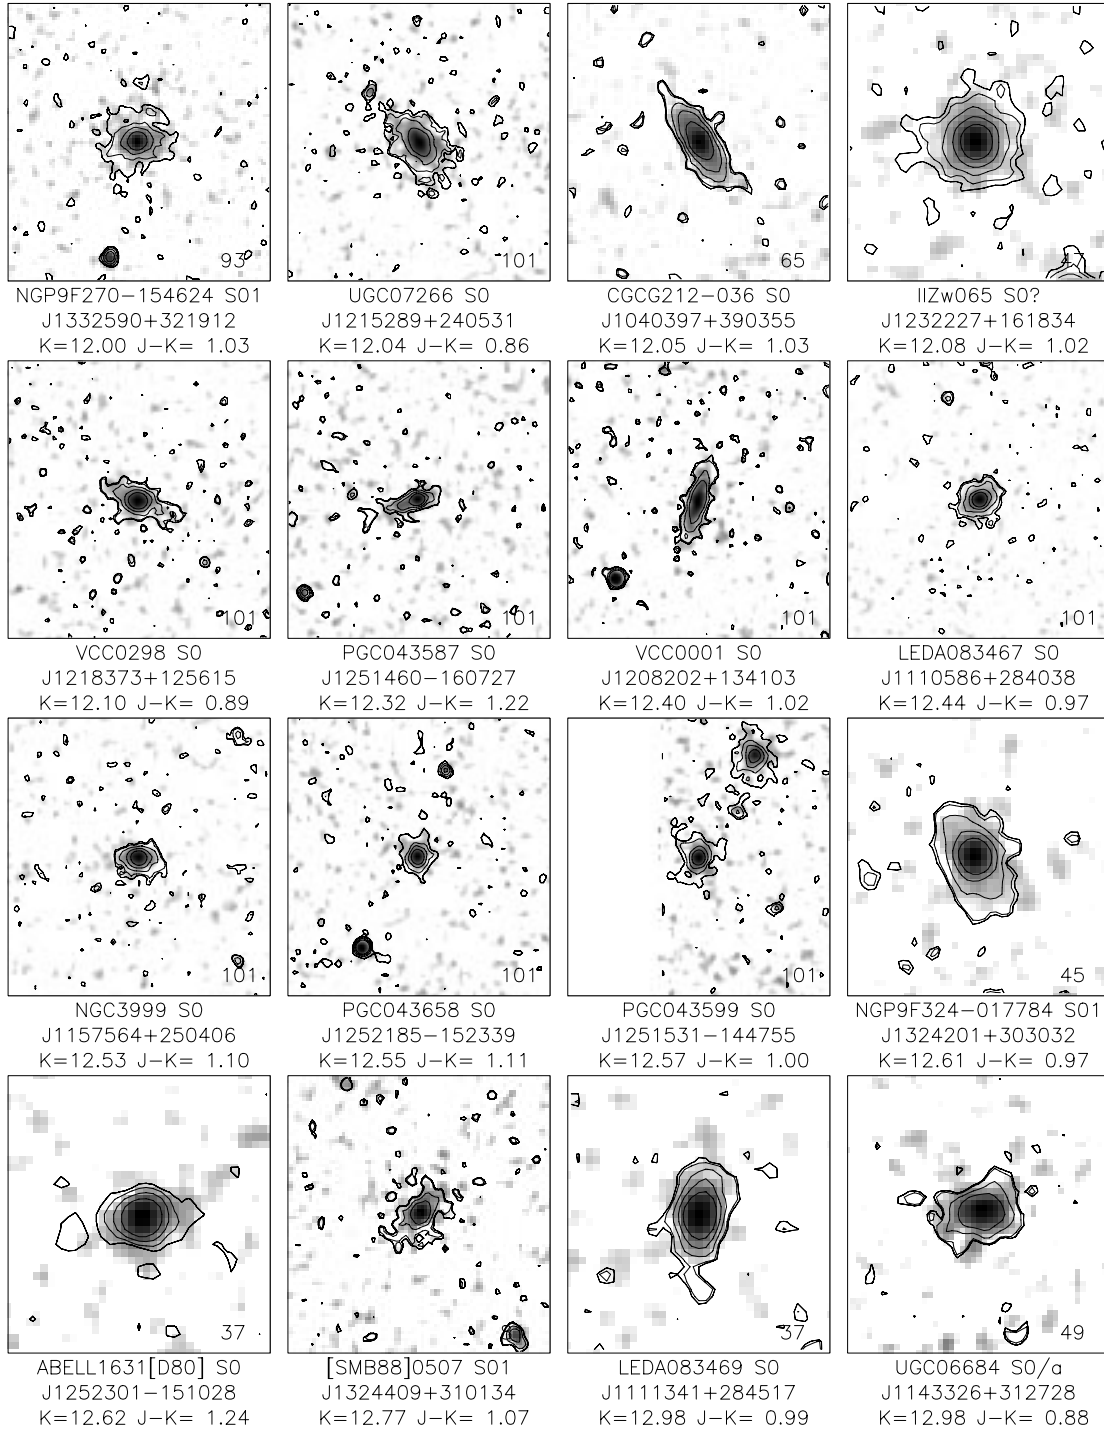 93
NGP9F270−154624 S01
J1332590+321912
K=12.00 J−K= 1.03
101
UGC07266 S0
J1215289+240531
K=12.04 J−K= 0.86
65
CGCG212−036 S0
J1040397+390355
K=12.05 J−K= 1.03
IIZw065 S0?
J1232227+161834
K=12.08 J−K= 1.02
101
VCC0298 S0
J1218373+125615
K=12.10 J−K= 0.89
101
PGC043587 S0
J1251460−160727
K=12.32 J−K= 1.22
101
VCC0001 S0
J1208202+134103
K=12.40 J−K= 1.02
101
LEDA083467 S0
J1110586+284038
K=12.44 J−K= 0.97
101
NGC3999 S0
J1157564+250406
K=12.53 J−K= 1.10
101
PGC043658 S0
J1252185−152339
K=12.55 J−K= 1.11
101
PGC043599 S0
J1251531−144755
K=12.57 J−K= 1.00
45
NGP9F324−017784 S01
J1324201+303032
K=12.61 J−K= 0.97
37
ABELL1631[D80] S0
J1252301−151028
K=12.62 J−K= 1.24
[SMB88]0507 S01
J1324409+310134
K=12.77 J−K= 1.07
37
LEDA083469 S0
J1111341+284517
K=12.98 J−K= 0.99
49
UGC06684 S0/a
J1143326+312728
K=12.98 J−K= 0.88